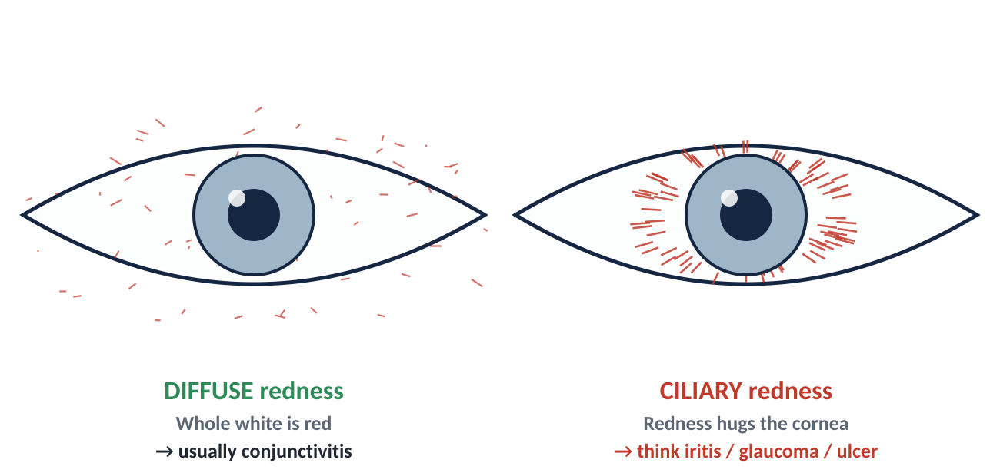 DIFFUSE redness
Whole white is red
→ usually conjunctivitis
CILIARY redness
Redness hugs the cornea
→ think iritis / glaucoma / ulcer